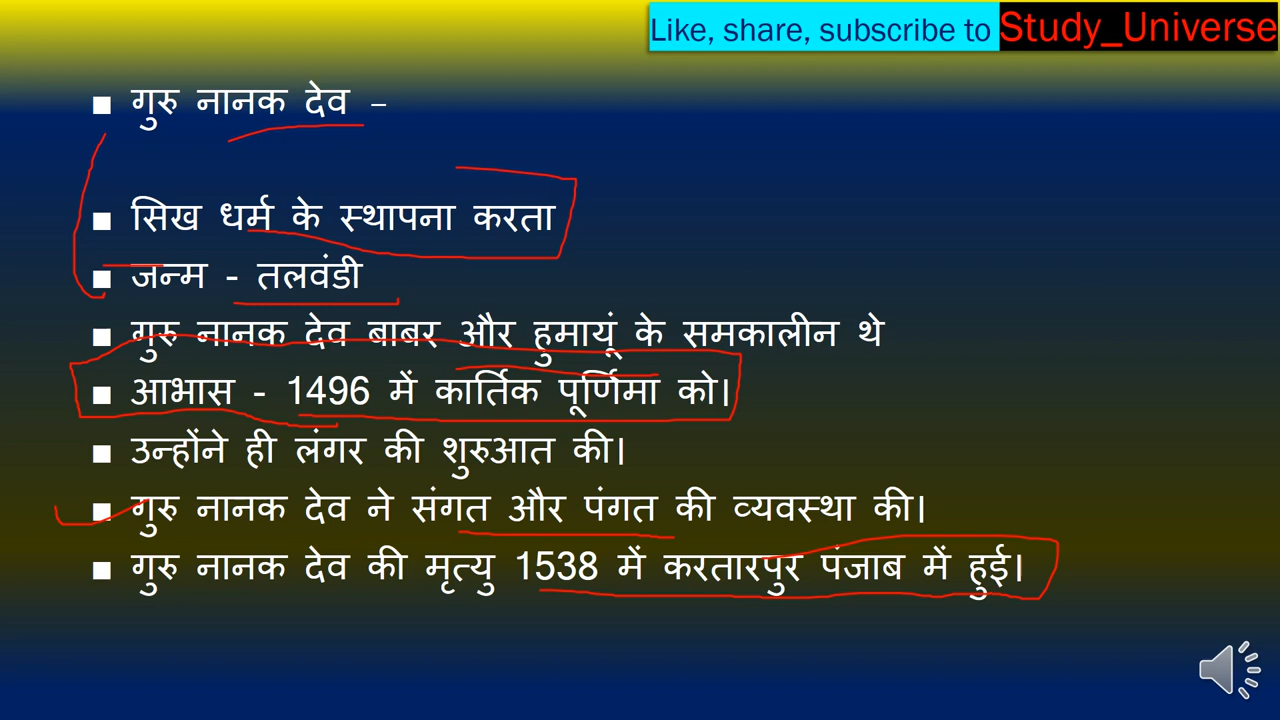 Like, share, subscribe to Study_Universe
■ गुरु नानक देव –
■ सिख धर्म के स्थापना करता
■ जन्म - तलवंडी
■ गुरु नानक देव बाबर और हुमायूं के समकालीन थे
■ आभास - 1496 में कार्तिक पूर्णिमा को।
■ उन्होंने ही लंगर की शुरुआत की।
■ गुरु नानक देव ने संगत और पंगत की व्यवस्था की।
■ गुरु नानक देव की मृत्यु 1538 में करतारपुर पंजाब में हुई।